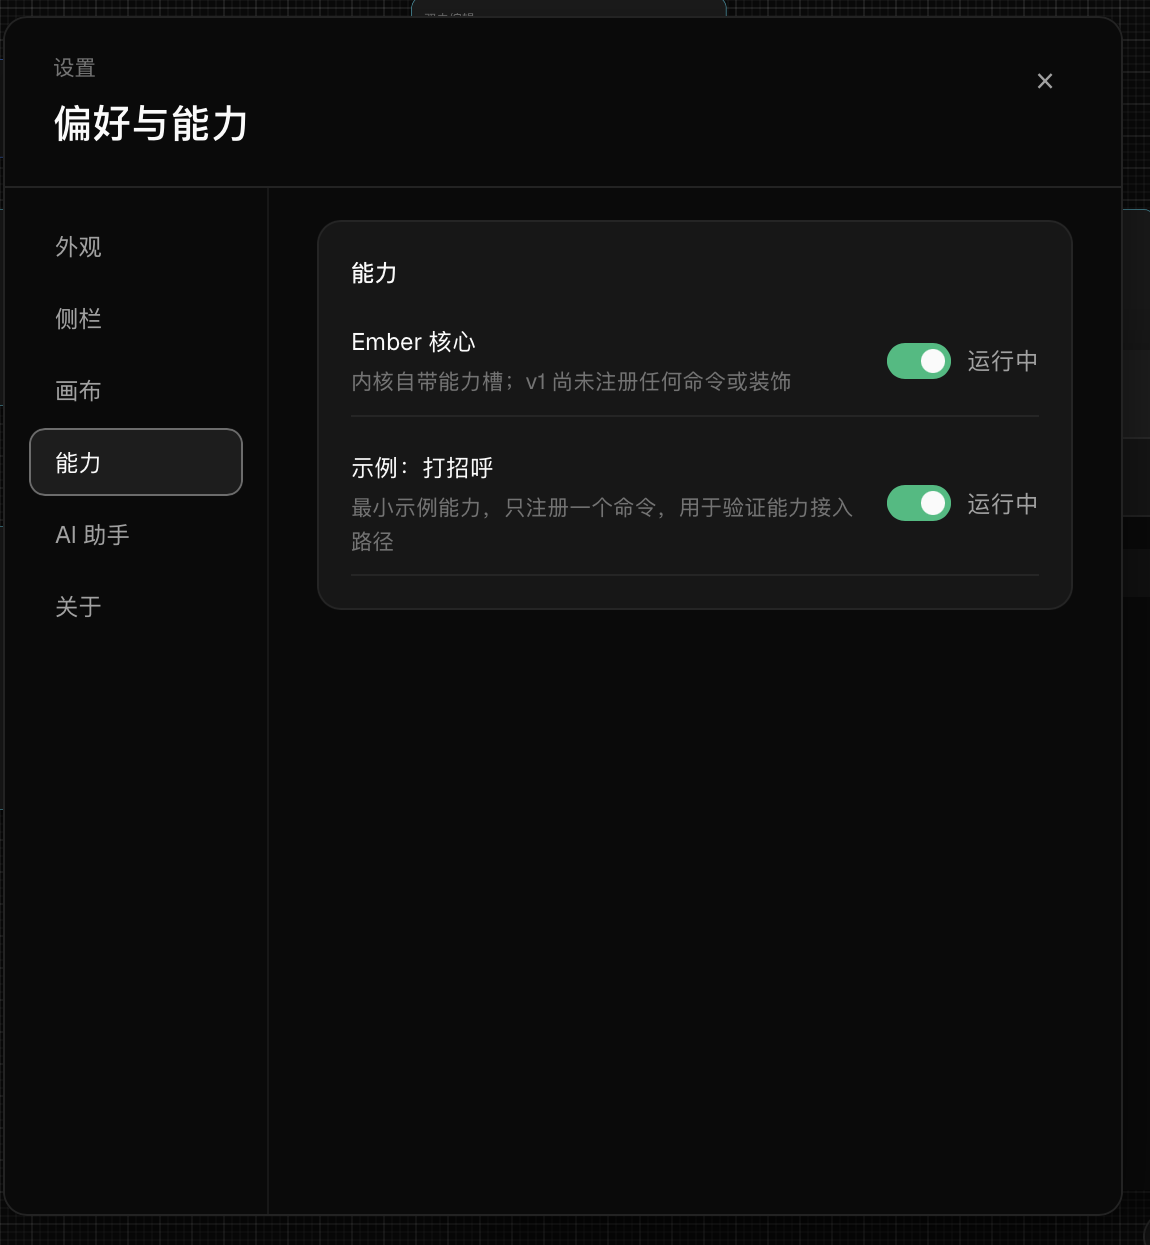 设置
偏好与能力
外观
侧栏
画布
能力
AI 助手
关于
能力
Ember 核心
内核自带能力槽；v1 尚未注册任何命令或装饰
运行中
示例：打招呼
最小示例能力，只注册一个命令，用于验证能力接入
路径
运行中